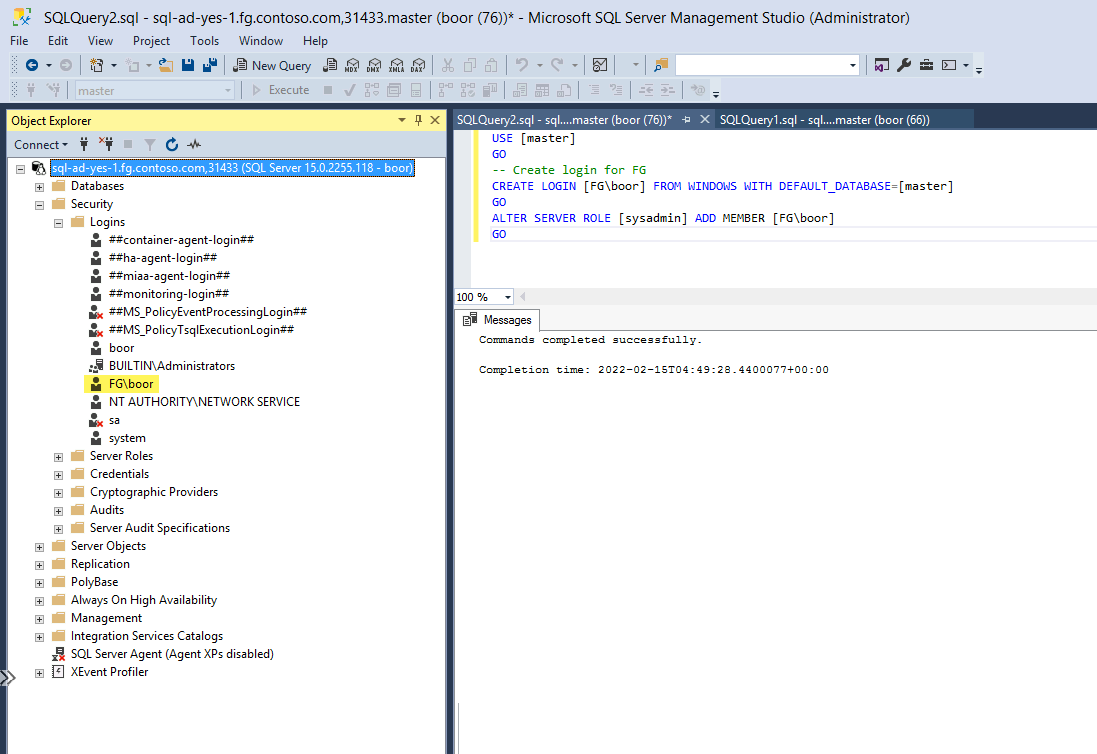 SQLQuery2.sql - sql-ad-yes-1.fg.contoso.com,31433.master (boor (76))* - Microsoft SQL Server Management Studio (Administrator)
File Edit View Project Tools Window Help
New Query MDX DMX XMLA DAX
master Execute
Object Explorer
Connect
sql-ad-yes-1.fg.contoso.com,31433 (SQL Server 15.0.2255.118 - boor)
Databases
Security
Logins
##container-agent-login##
##ha-agent-login##
##miaa-agent-login##
##monitoring-login##
##MS_PolicyEventProcessingLogin##
##MS_PolicyTsqlExecutionLogin##
boor
BUILTIN\Administrators
FG\boor
NT AUTHORITY\NETWORK SERVICE
sa
system
Server Roles
Credentials
Cryptographic Providers
Audits
Server Audit Specifications
Server Objects
Replication
PolyBase
Always On High Availability
Management
Integration Services Catalogs
SQL Server Agent (Agent XPs disabled)
XEvent Profiler
SQLQuery2.sql - sql....master (boor (76))* SQLQuery1.sql - sql....master (boor (66))
USE [master]
GO
-- Create login for FG
CREATE LOGIN [FG\boor] FROM WINDOWS WITH DEFAULT_DATABASE=[master]
GO
ALTER SERVER ROLE [sysadmin] ADD MEMBER [FG\boor]
GO
100 %
Messages
Commands completed successfully.
Completion time: 2022-02-15T04:49:28.4400077+00:00